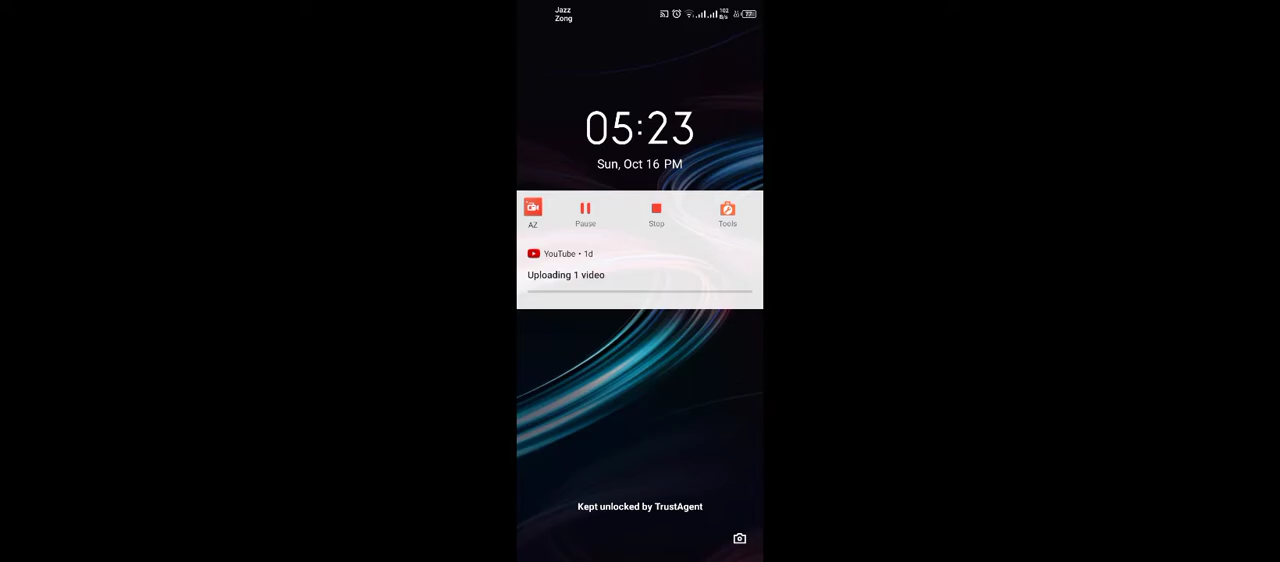 Jazz
Zong
102
B/s
05:23
Sun, Oct 16 PM
AZ
Pause
Stop
Tools
YouTube • 1d
Uploading 1 video
Kept unlocked by TrustAgent